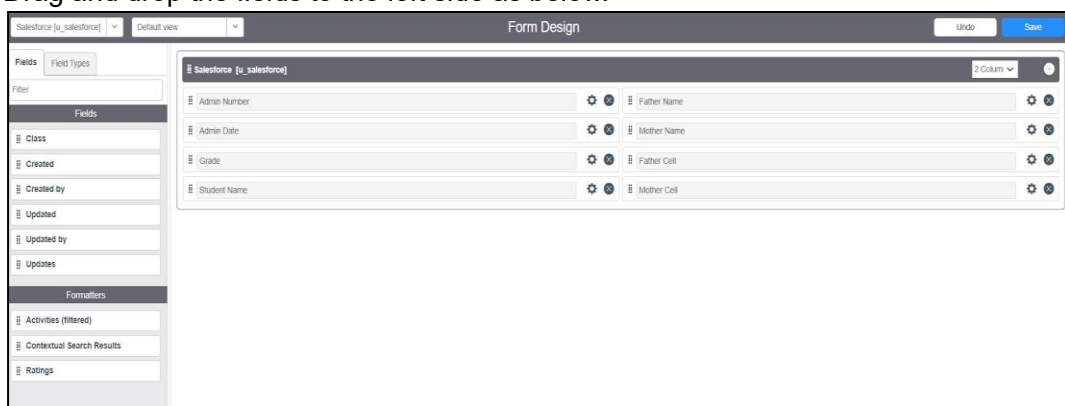 Drag and drop the fields to the left side as below.
Salesforce [u_salesforce] Default view Form Design Undo Save
Fields Field Types
Filter
Fields
Class
Created
Created by
Updated
Updated by
Updates
Formatters
Activities (filtered)
Contextual Search Results
Ratings
Salesforce [u_salesforce] 2 Colum
Admin Number Father Name
Admin Date Mother Name
Grade Father Cell
Student Name Mother Cell